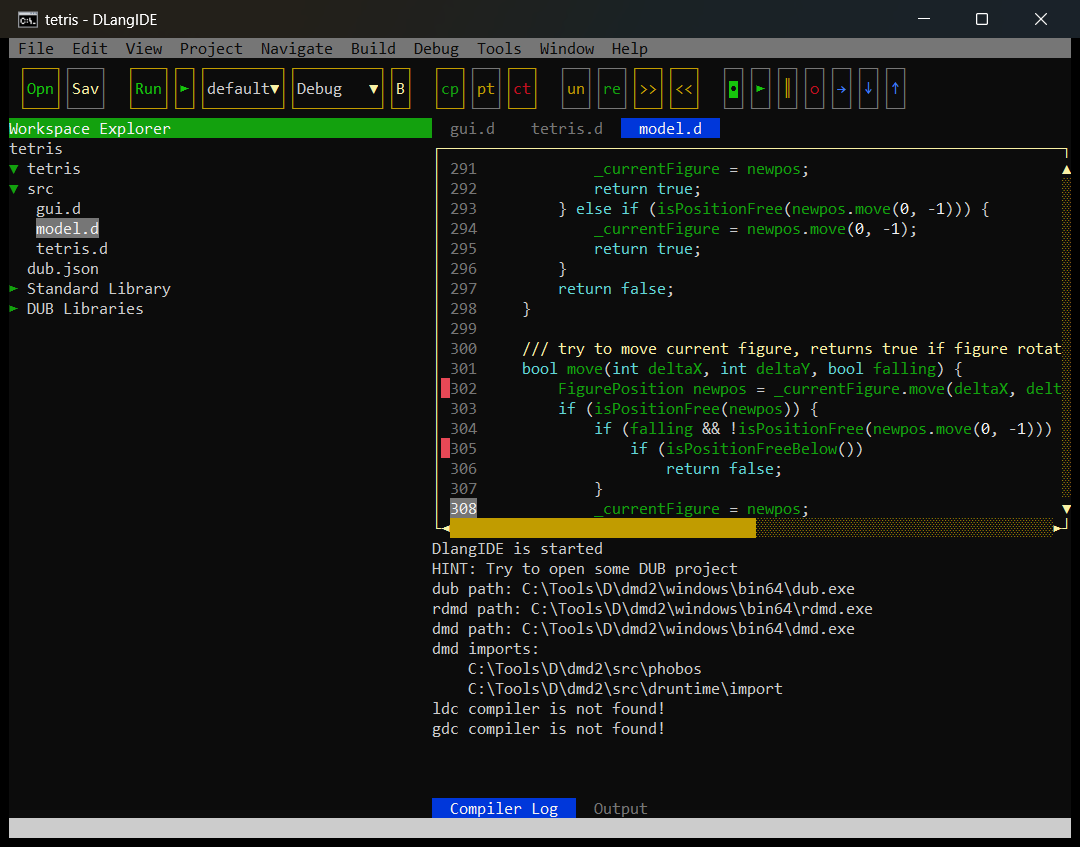 tetris - DLangIDE
File Edit View Project Navigate Build Debug Tools Window Help
Opn Sav Run ► default▼ Debug ▼ B cp pt ct un re >> << ► ║ o → ↓ ↑
Workspace Explorer
tetris
▼ tetris
▼ src
gui.d
model.d
tetris.d
dub.json
► Standard Library
► DUB Libraries
gui.d tetris.d model.d
291 _currentFigure = newpos;
292 return true;
293 } else if (isPositionFree(newpos.move(0, -1))) {
294 _currentFigure = newpos.move(0, -1);
295 return true;
296 }
297 return false;
298 }
299
300 /// try to move current figure, returns true if figure rotat
301 bool move(int deltaX, int deltaY, bool falling) {
302 FigurePosition newpos = _currentFigure.move(deltaX, delt
303 if (isPositionFree(newpos)) {
304 if (falling && !isPositionFree(newpos.move(0, -1)))
305 if (isPositionFreeBelow())
306 return false;
307 }
308 _currentFigure = newpos;
DlangIDE is started
HINT: Try to open some DUB project
dub path: C:\Tools\D\dmd2\windows\bin64\dub.exe
rdmd path: C:\Tools\D\dmd2\windows\bin64\rdmd.exe
dmd path: C:\Tools\D\dmd2\windows\bin64\dmd.exe
dmd imports:
C:\Tools\D\dmd2\src\phobos
C:\Tools\D\dmd2\src\druntime\import
ldc compiler is not found!
gdc compiler is not found!
Compiler Log Output